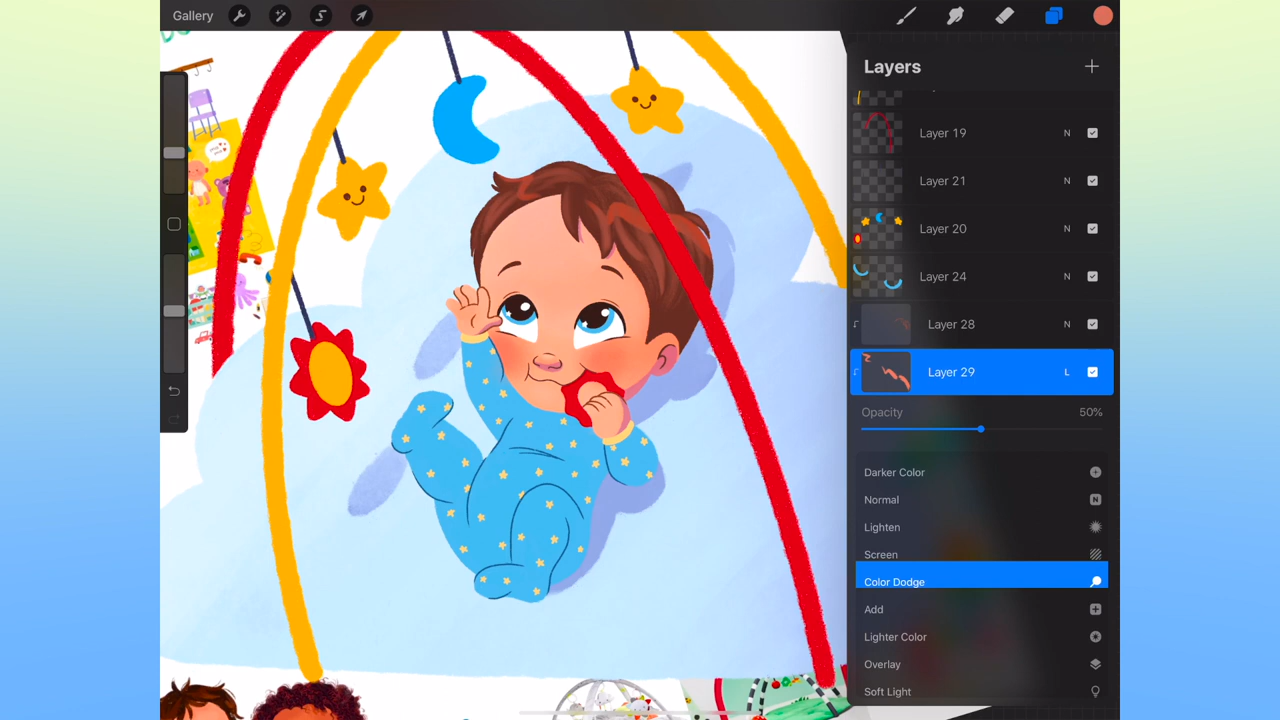 Gallery
Layers
Layer 19 N
Layer 21 N
Layer 20 N
Layer 24 N
Layer 28 N
Layer 29 L
Opacity 50%
Darker Color
Normal N
Lighten
Screen
Color Dodge
Add
Lighter Color
Overlay
Soft Light